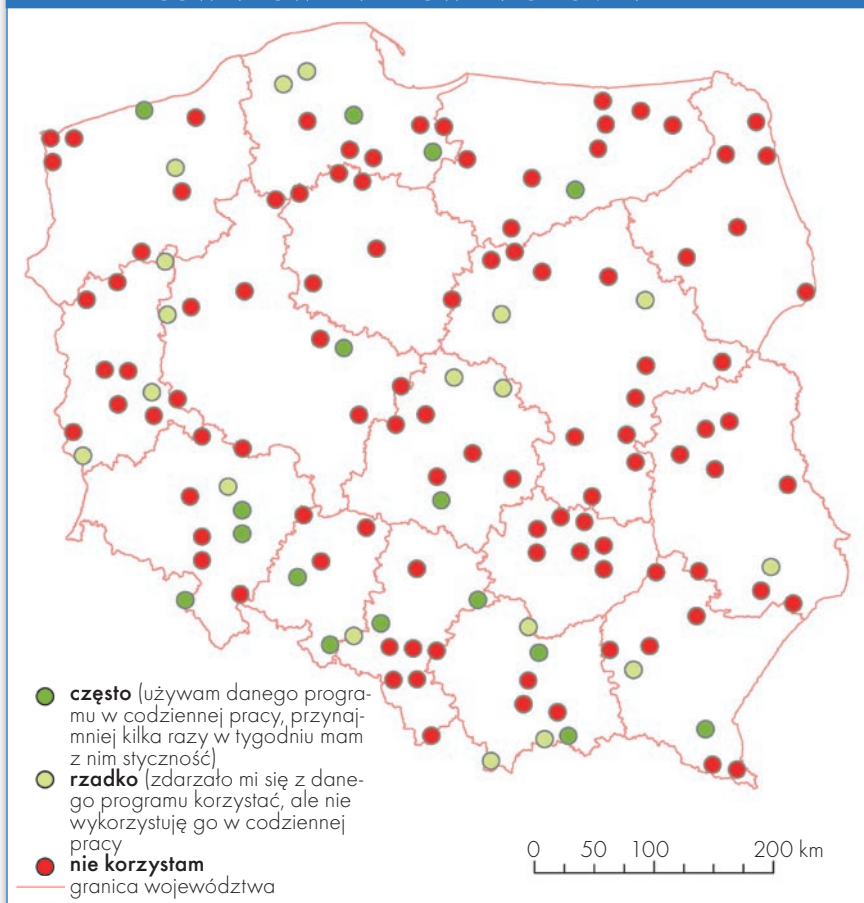 często (używam danego progra-
mu w codziennej pracy, przynaj-
mniej kilka razy w tygodniu mam
z nim styczność)
rzadko (zdarzało mi się z dane-
go programu korzystać, ale nie
wykorzystuję go w codziennej
pracy
nie korzystam
granica województwa
0 50 100 200 km